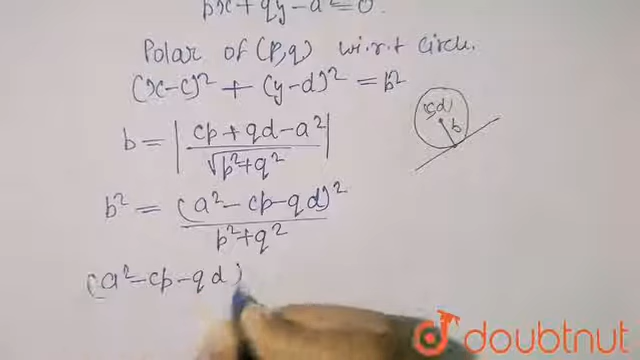 px+qy-a²=0.
Polar of (p,q) w.r.t circle.
(x-c)² + (y-d)² = b²
(c,d)
b
b = | cp+qd-a² / √p²+q² |
b² = (a²-cp-qd)² / p²+q²
(a²-cp-qd)
doubtnut